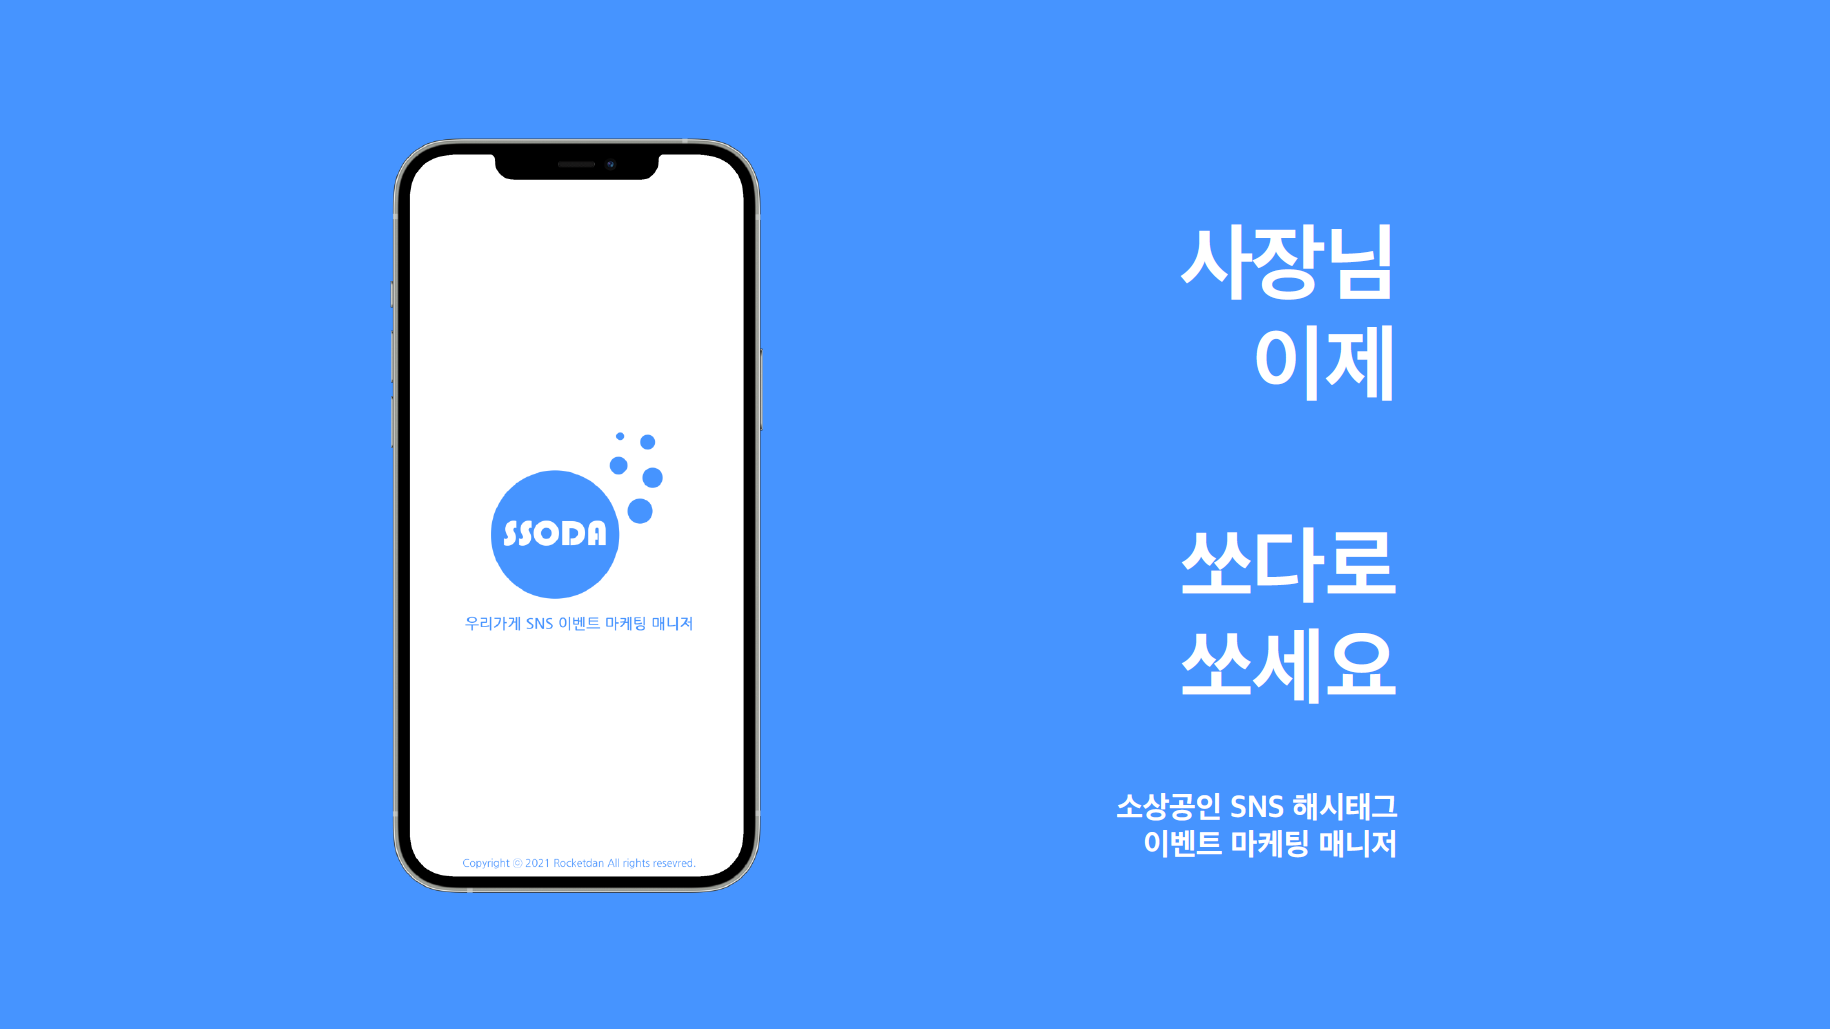 SSODA
우리가게 SNS 이벤트 마케팅 매니저
Copyright ⓒ 2021 Rocketdan All rights resevred.
사장님
이제
쏘다로
쏘세요
소상공인 SNS 해시태그
이벤트 마케팅 매니저